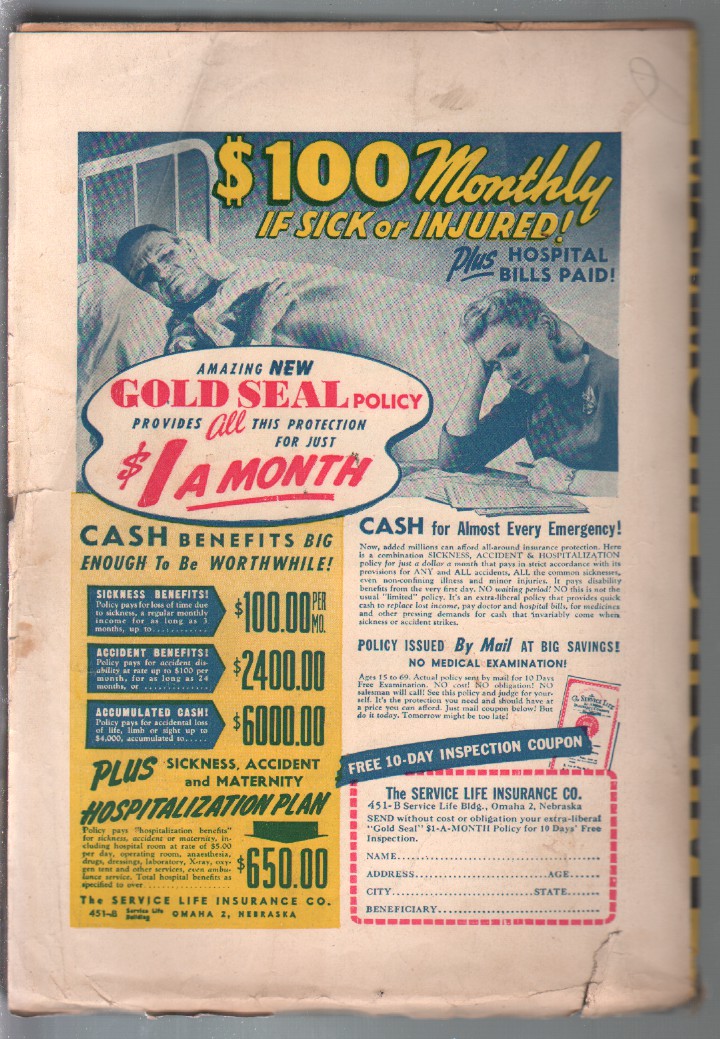 $100 Monthly
IF SICK or INJURED!
Plus HOSPITAL
BILLS PAID!
AMAZING NEW
GOLD SEAL POLICY
PROVIDES All THIS PROTECTION
FOR JUST
$1 A MONTH
CASH BENEFITS BIG
ENOUGH To Be WORTHWHILE!
SICKNESS BENEFITS!
Policy pays for loss of time due
to sickness, a regular monthly
income for as long as 3
months, up to
$100.00 PER
MO.
ACCIDENT BENEFITS!
Policy pays for accident dis-
ability at rate up to $100 per
month, for as long as 24
months, or
$2400.00
ACCUMULATED CASH!
Policy pays for accidental loss
of life, limb or sight up to
$4,000, accumulated to
$6000.00
PLUS SICKNESS, ACCIDENT
and MATERNITY
HOSPITALIZATION PLAN
Policy pays "hospitalization benefits"
for sickness, accident or maternity, in-
cluding hospital room at rate of $5.00
per day, operating room, anaesthesia,
drugs, dressings, laboratory, X-ray, oxy-
gen tent and other services, even ambu-
lance service. Total hospital benefits as
specified to over
$650.00
The SERVICE LIFE INSURANCE CO.
451-B Service Life
Building OMAHA 2, NEBRASKA
CASH for Almost Every Emergency!
Now, added millions can afford all-around insurance protection. Here
is a combination SICKNESS, ACCIDENT & HOSPITALIZATION
policy for just a dollar a month that pays in strict accordance with its
provisions for ANY and ALL accidents, ALL the common sicknesses,
even non-confining illness and minor injuries. It pays disability
benefits from the very first day. NO waiting period! NO this is not the
usual "limited" policy. It's an extra-liberal policy that provides quick
cash to replace lost income, pay doctor and hospital bills, for medicines
and other pressing demands for cash that invariably come when
sickness or accident strikes.
POLICY ISSUED By Mail AT BIG SAVINGS!
NO MEDICAL EXAMINATION!
Ages 15 to 69. Actual policy sent by mail for 10 Days
Free Examination. NO cost! NO obligation! NO
salesman will call! See this policy and judge for your-
self. It's the protection you need and should have at
a price you can afford. Just mail coupon below! But
do it today. Tomorrow might be too late!
The SERVICE LIFE
FREE 10-DAY INSPECTION COUPON
The SERVICE LIFE INSURANCE CO.
451-B Service Life Bldg., Omaha 2, Nebraska
SEND without cost or obligation your extra-liberal
"Gold Seal" $1-A-MONTH Policy for 10 Days' Free
Inspection.
NAME
ADDRESS AGE
CITY STATE
BENEFICIARY